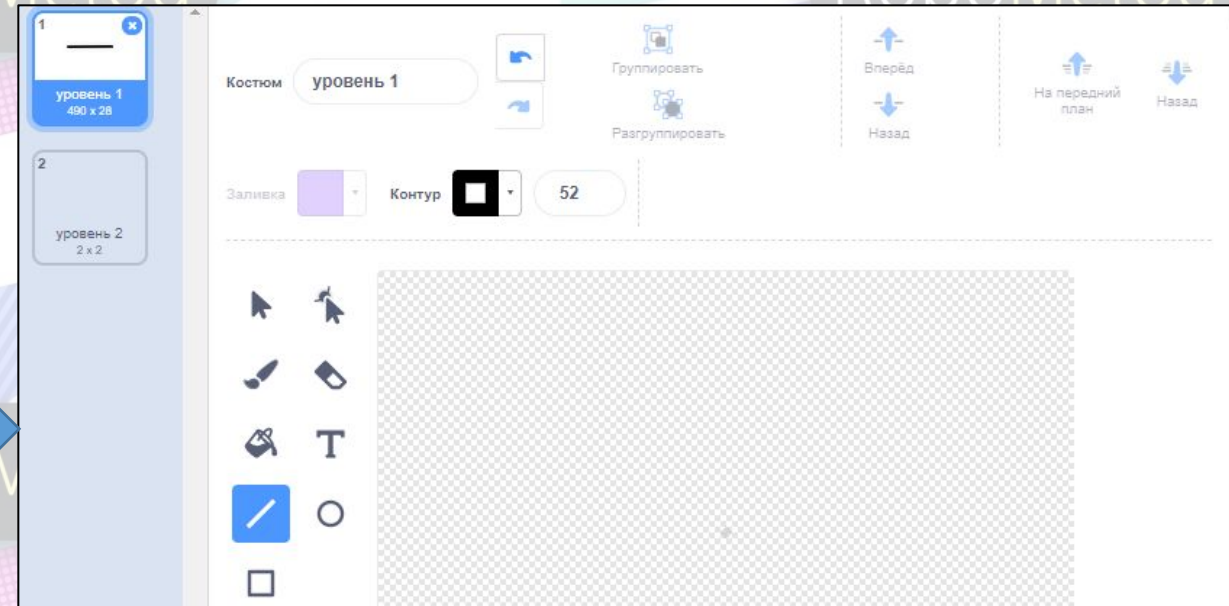 1
уровень 1
490 x 28
2
уровень 2
2 x 2
Костюм
уровень 1
Группировать
Разгруппировать
Вперёд
Назад
На передний
план
Назад
Заливка
Контур
52
T